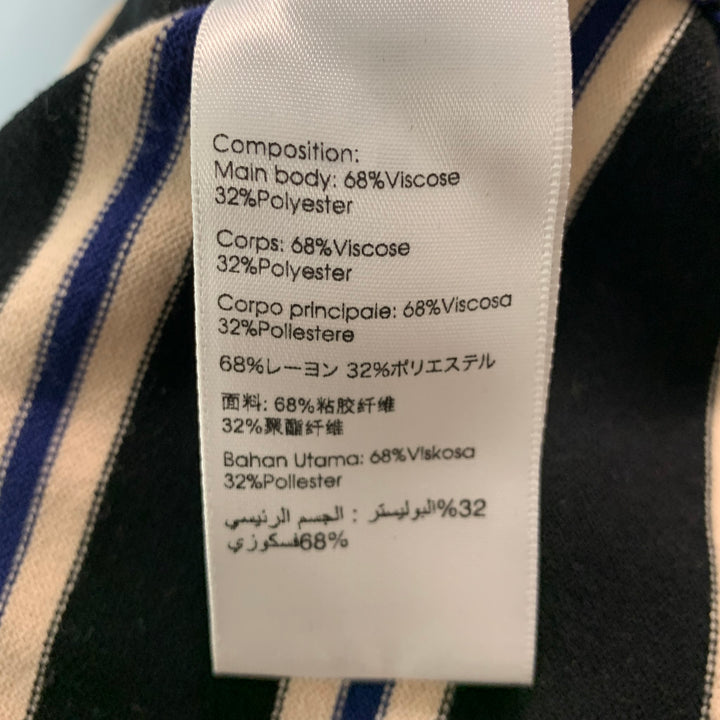 Composition:
Main body: 68%Viscose
32%Polyester
Corps: 68%Viscose
32%Polyester
Corpo principale: 68%Viscosa
32%Poliestere
68%レーヨン 32%ポリエステル
面料: 68%粘胶纤维
32%聚酯纤维
Bahan Utama: 68%Viskosa
32%Poliester
32%البوليستر : الجسم الرئيسي
68%فسكوزي